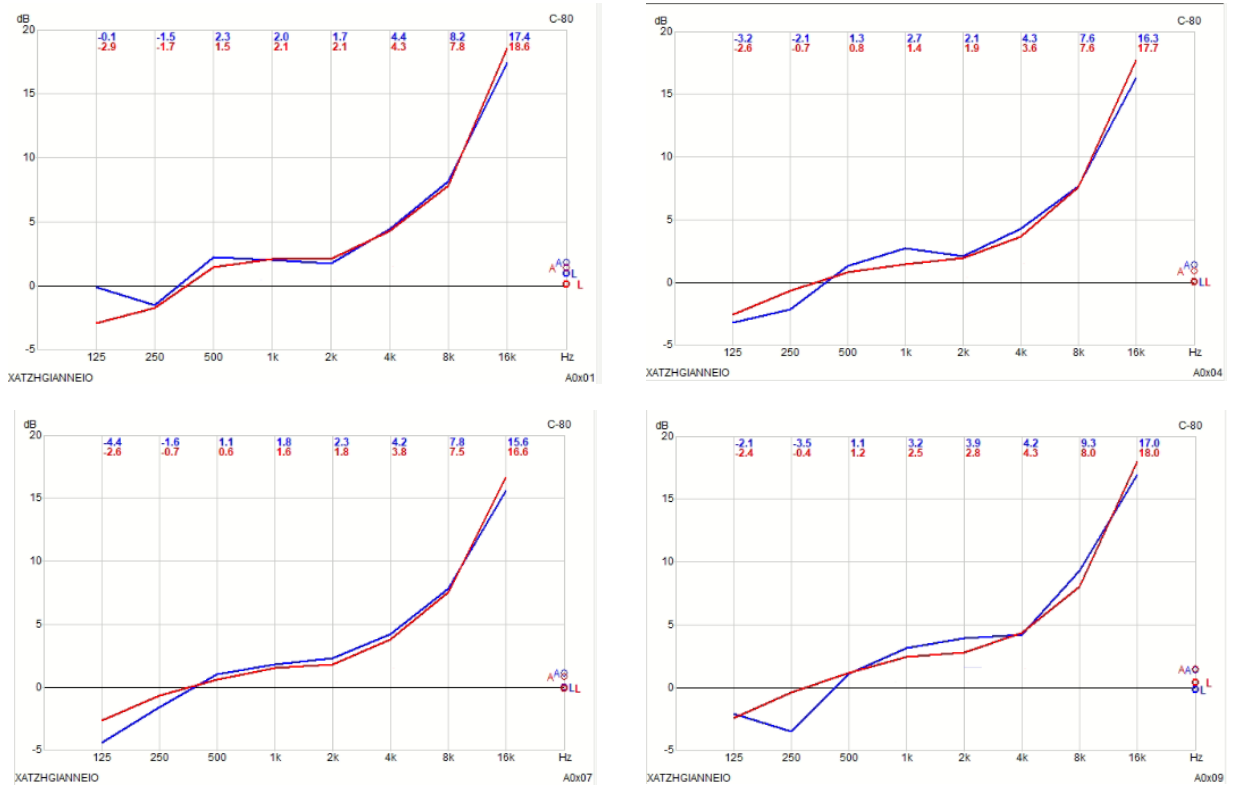 dB C-80
20 -0.1 -1.5 2.3 2.0 1.7 4.4 8.2 17.4
-2.9 -1.7 1.5 2.1 2.1 4.3 7.8 18.6
15
10
5
A
A L
0 L
-5
125 250 500 1k 2k 4k 8k 16k Hz
XATZHGIANNEIO A0x01
dB C-80
20 -3.2 -2.1 1.3 2.7 2.1 4.3 7.6 16.3
-2.6 -0.7 0.8 1.4 1.9 3.6 7.6 17.7
15
10
5
A
A
0 LL
-5
125 250 500 1k 2k 4k 8k 16k Hz
XATZHGIANNEIO A0x04
dB C-80
20 -4.4 -1.6 1.1 1.8 2.3 4.2 7.8 15.6
-2.6 -0.7 0.6 1.6 1.8 3.8 7.5 16.6
15
10
5
AA
0 LL
-5
125 250 500 1k 2k 4k 8k 16k Hz
XATZHGIANNEIO A0x07
dB C-80
20 -2.1 -3.5 1.1 3.2 3.9 4.2 9.3 17.0
-2.4 -0.4 1.2 2.5 2.8 4.3 8.0 18.0
15
10
5
AA
L
0 L
-5
125 250 500 1k 2k 4k 8k 16k Hz
XATZHGIANNEIO A0x09